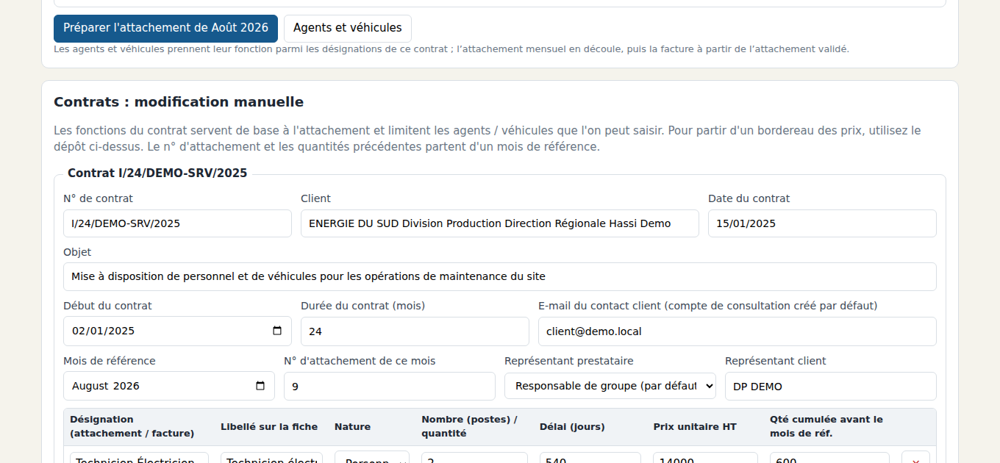 Préparer l'attachement de Août 2026
Agents et véhicules
Les agents et véhicules prennent leur fonction parmi les désignations de ce contrat ; l’attachement mensuel en découle, puis la facture à partir de l’attachement validé.
Contrats : modification manuelle
Les fonctions du contrat servent de base à l'attachement et limitent les agents / véhicules que l'on peut saisir. Pour partir d'un bordereau des prix, utilisez le
dépôt ci-dessus. Le n° d'attachement et les quantités précédentes partent d'un mois de référence.
Contrat I/24/DEMO-SRV/2025
N° de contrat
Client
Date du contrat
I/24/DEMO-SRV/2025
ENERGIE DU SUD Division Production Direction Régionale Hassi Demo
15/01/2025
Objet
Mise à disposition de personnel et de véhicules pour les opérations de maintenance du site
Début du contrat
Durée du contrat (mois)
E-mail du contact client (compte de consultation créé par défaut)
02/01/2025
24
client@demo.local
Mois de référence
N° d'attachement de ce mois
Représentant prestataire
Représentant client
August 2026
9
Responsable de groupe (par défaut
DP DEMO
Désignation
(attachement / facture)
Libellé sur la fiche
Nature
Nombre (postes) /
quantité
Délai (jours)
Prix unitaire HT
Qté cumulée avant le
mois de réf.
Technicien Électricien
Technicien électri
Personn
2
540
14000
600